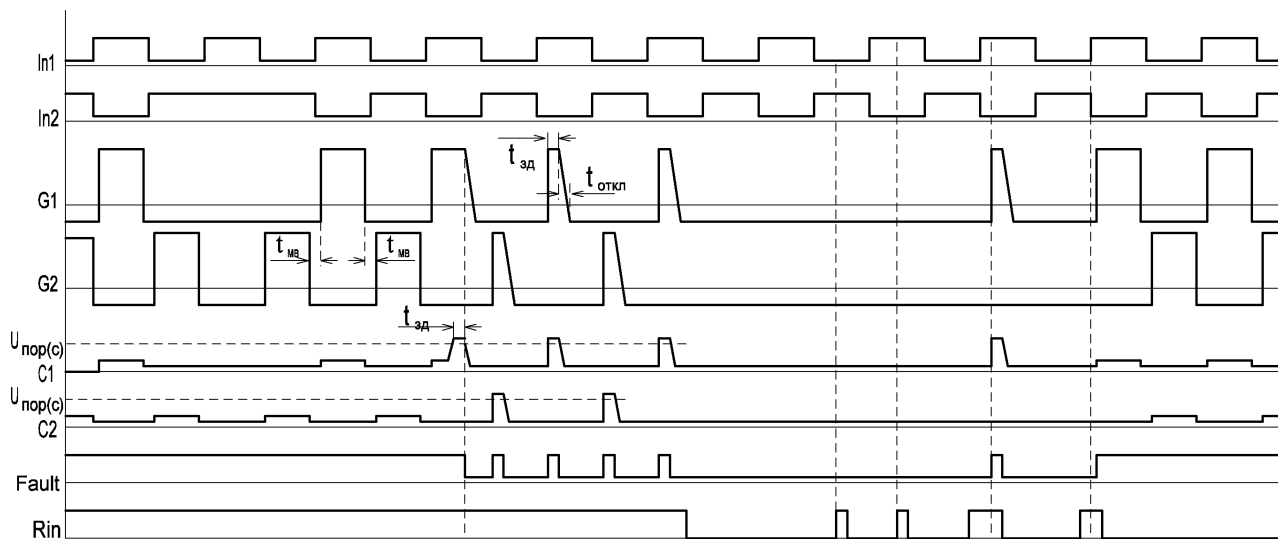 In1
In2
t зд
t откл
G1
t мв
t мв
G2
t зд
U пор(с)
C1
U пор(с)
C2
Fault
Rin